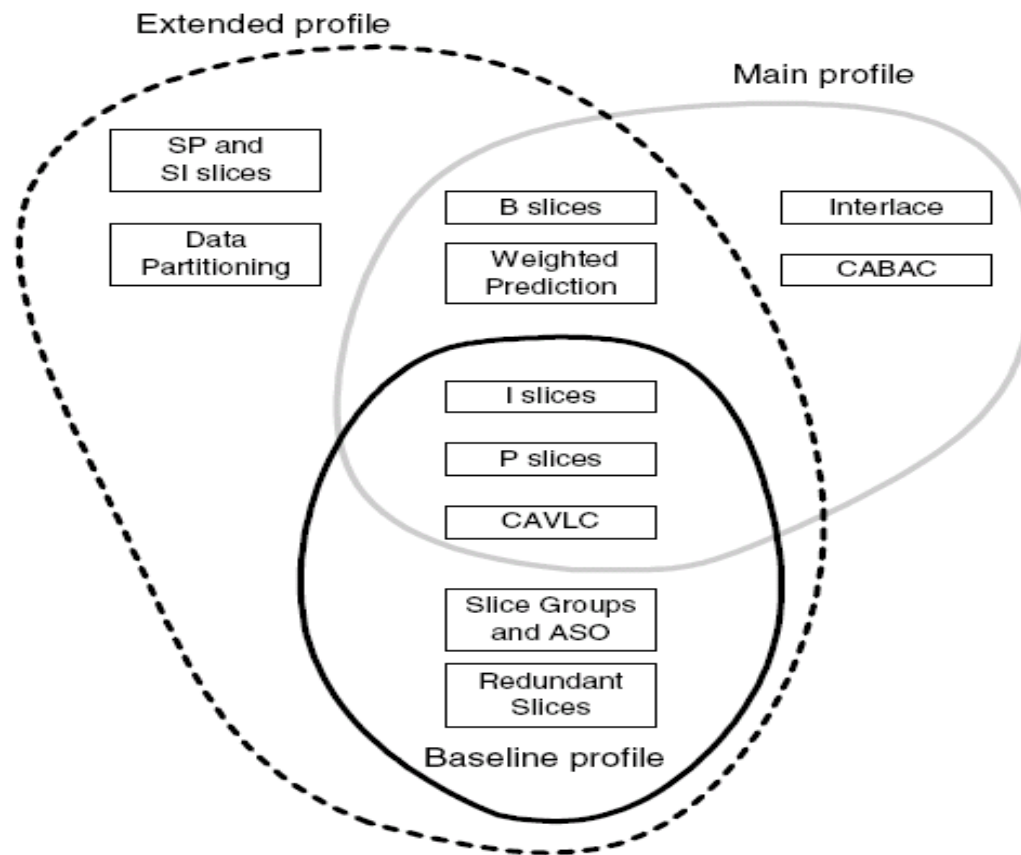 Extended profile
Main profile
SP and
SI slices
B slices
Interlace
Data
Partitioning
Weighted
Prediction
CABAC
I slices
P slices
CAVLC
Slice Groups
and ASO
Redundant
Slices
Baseline profile